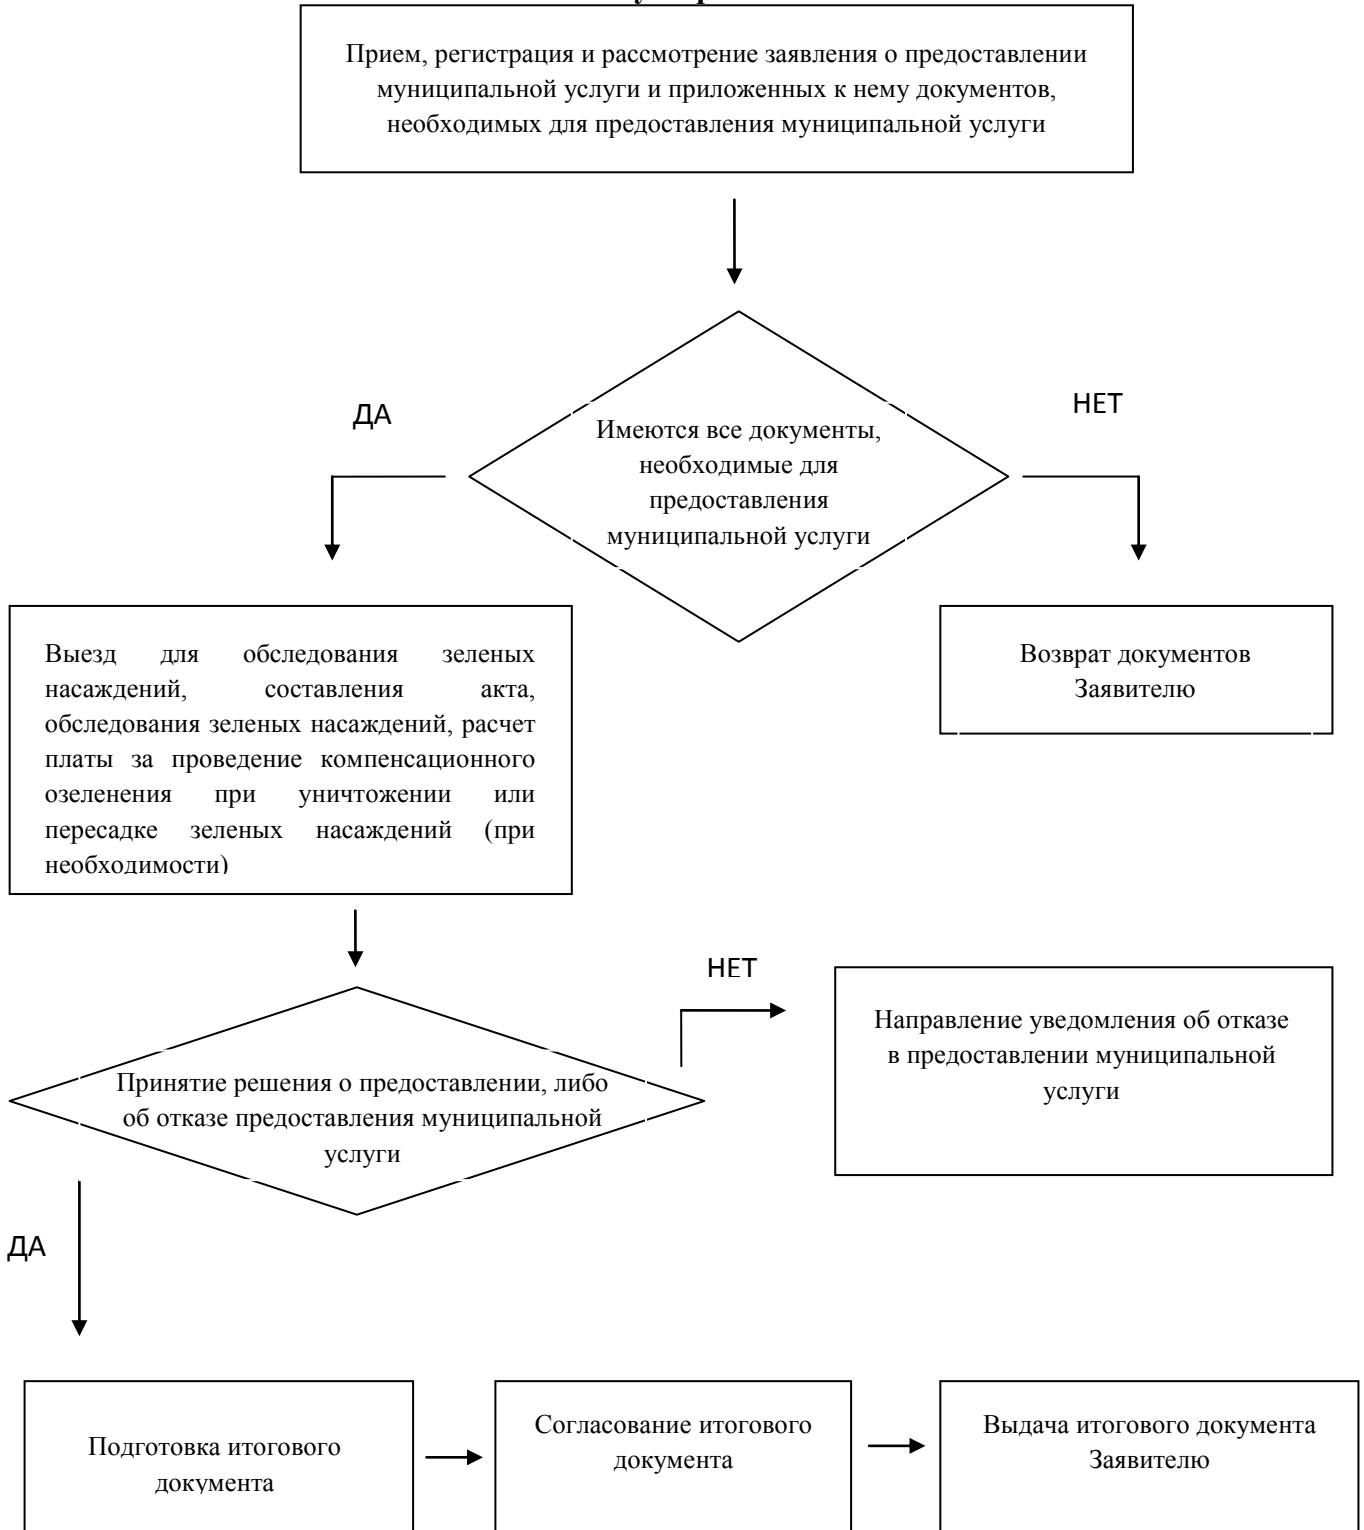 Прием, регистрация и рассмотрение заявления о предоставлении
муниципальной услуги и приложенных к нему документов,
необходимых для предоставления муниципальной услуги
ДА
НЕТ
Имеются все документы,
необходимые для
предоставления
муниципальной услуги
Выезд для обследования зеленых
насаждений, составления акта,
обследования зеленых насаждений, расчет
платы за проведение компенсационного
озеленения при уничтожении или
пересадке зеленых насаждений (при
необходимости)
Возврат документов
Заявителю
НЕТ
Принятие решения о предоставлении, либо
об отказе предоставления муниципальной
услуги
Направление уведомления об отказе
в предоставлении муниципальной
услуги
ДА
Подготовка итогового
документа
Согласование итогового
документа
Выдача итогового документа
Заявителю